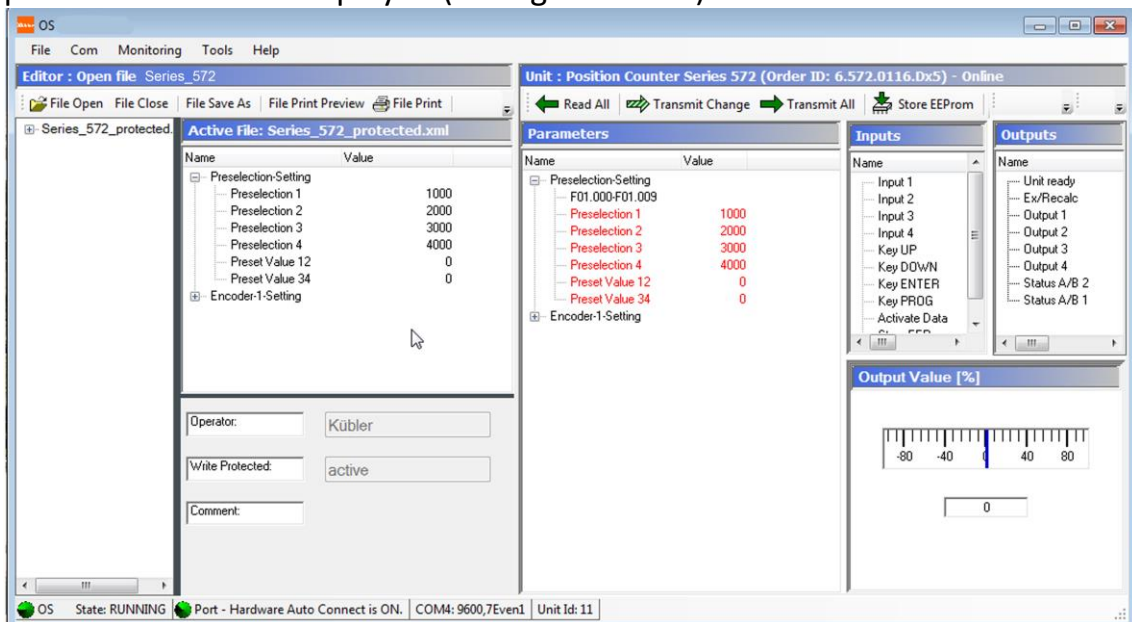 OS
File Com Monitoring Tools Help
Editor : Open file Series_572
File Open File Close File Save As File Print Preview File Print
Series_572_protected.
Active File: Series_572_protected.xml
Name Value
Preselection-Setting
Preselection 1 1000
Preselection 2 2000
Preselection 3 3000
Preselection 4 4000
Preset Value 12 0
Preset Value 34 0
Encoder-1-Setting
Operator: Kübler
Write Protected: active
Comment:
Unit : Position Counter Series 572 (Order ID: 6.572.0116.Dx5) - Online
Read All Transmit Change Transmit All Store EEProm
Parameters
Name Value
Preselection-Setting
F01.000-F01.009
Preselection 1 1000
Preselection 2 2000
Preselection 3 3000
Preselection 4 4000
Preset Value 12 0
Preset Value 34 0
Encoder-1-Setting
Inputs
Name
Input 1
Input 2
Input 3
Input 4
Key UP
Key DOWN
Key ENTER
Key PROG
Activate Data
Outputs
Name
Unit ready
Ex/Recalc
Output 1
Output 2
Output 3
Output 4
Status A/B 2
Status A/B 1
Output Value [%]
-80 -40 0 40 80
0
OS State: RUNNING Port - Hardware Auto Connect is ON. COM4: 9600,7Even1 Unit Id: 11